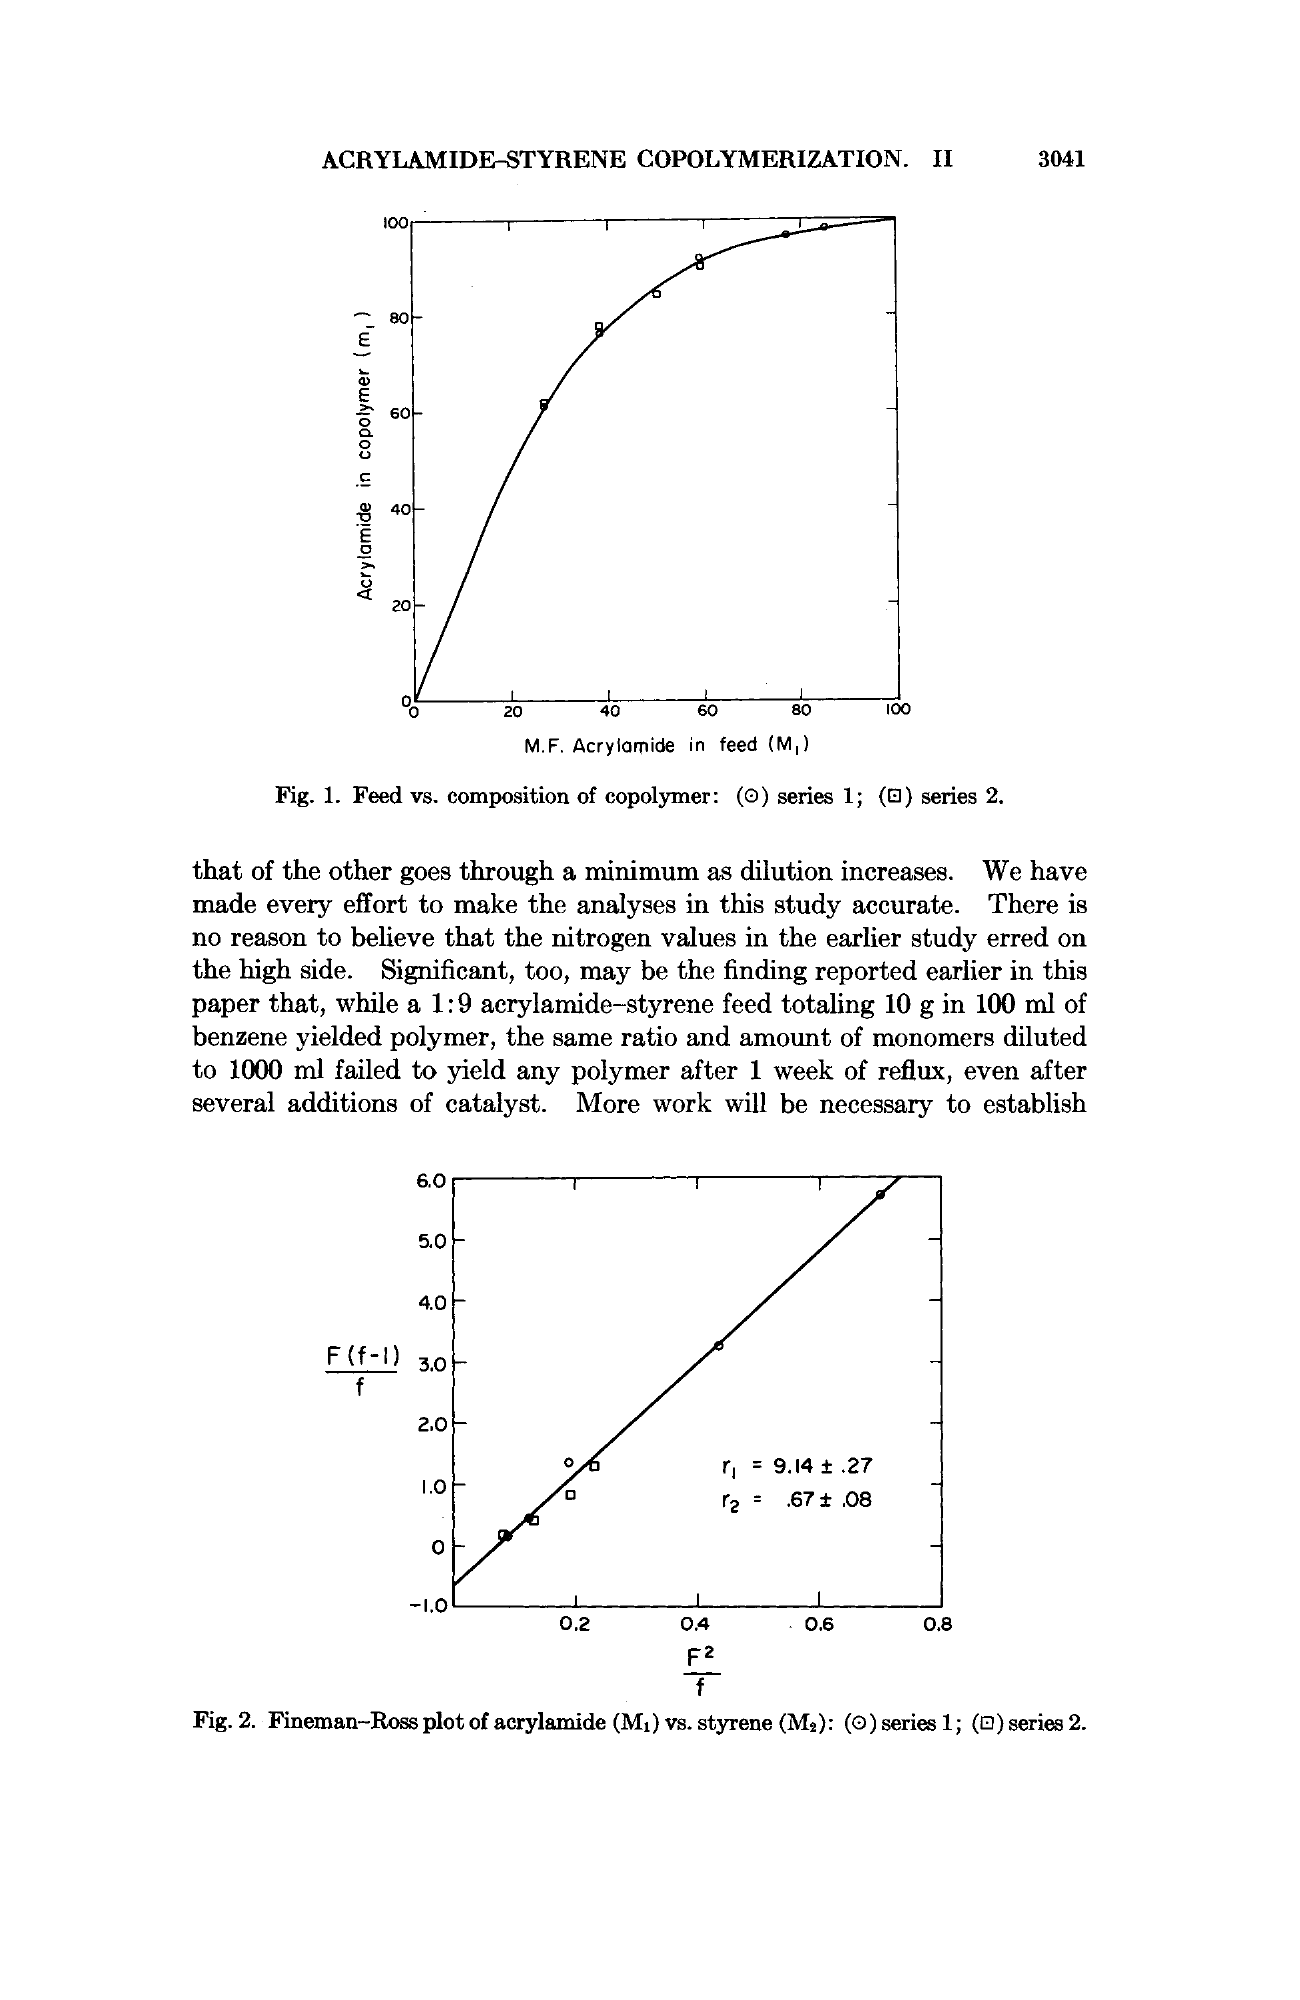 ACRYLAMIDE–STYRENE COPOLYMERIZATION. II 3041
100
80
60
40
20
0
Acrylamide in copolymer (m₁)
0 20 40 60 80 100
M.F. Acrylamide in feed (M₁)
Fig. 1. Feed vs. composition of copolymer: (⊙) series 1; (⊡) series 2.
that of the other goes through a minimum as dilution increases. We have
made every effort to make the analyses in this study accurate. There is
no reason to believe that the nitrogen values in the earlier study erred on
the high side. Significant, too, may be the finding reported earlier in this
paper that, while a 1:9 acrylamide–styrene feed totaling 10 g in 100 ml of
benzene yielded polymer, the same ratio and amount of monomers diluted
to 1000 ml failed to yield any polymer after 1 week of reflux, even after
several additions of catalyst. More work will be necessary to establish
6.0
5.0
4.0
3.0
2.0
1.0
0
-1.0
F(f-1)
f
r₁ = 9.14 ± .27
r₂ = .67 ± .08
0.2 0.4 0.6 0.8
F²
f
Fig. 2. Fineman–Ross plot of acrylamide (M₁) vs. styrene (M₂): (⊙) series 1; (⊡) series 2.